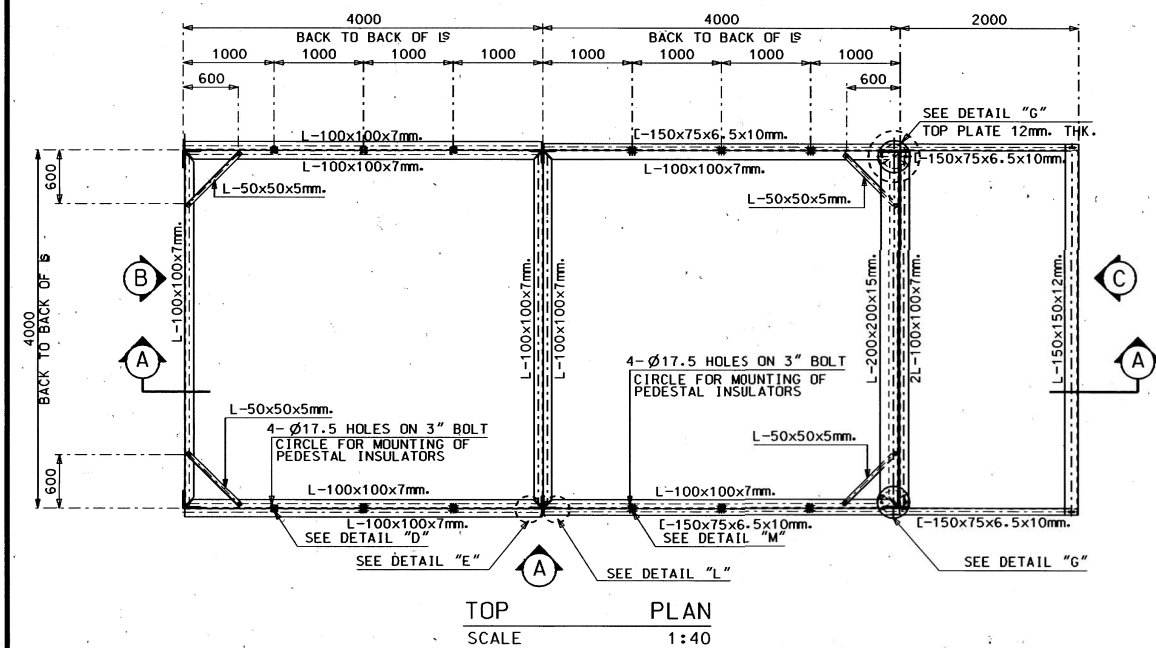 4000
4000
2000
BACK TO BACK OF LS
BACK TO BACK OF LS
1000
1000
1000
1000
1000
1000
1000
1000
600
600
SEE DETAIL "G"
TOP PLATE 12mm. THK.
L-100x100x7mm.
[-150x75x6.5x10mm.
[-150x75x6.5x10mm.
L-100x100x7mm.
L-100x100x7mm.
600
L-50x50x5mm.
L-50x50x5mm.
4000
BACK TO BACK OF LS
B
L-100x100x7mm.
L-100x100x7mm.
L-100x100x7mm.
L-200x200x15mm.
2L-100x100x7mm.
L-150x150x12mm.
C
A
A
4-Ø17.5 HOLES ON 3" BOLT
CIRCLE FOR MOUNTING OF
PEDESTAL INSULATORS
L-50x50x5mm.
4-Ø17.5 HOLES ON 3" BOLT
CIRCLE FOR MOUNTING OF
PEDESTAL INSULATORS
L-50x50x5mm.
600
L-100x100x7mm.
L-100x100x7mm.
L-100x100x7mm.
[-150x75x6.5x10mm.
[-150x75x6.5x10mm.
SEE DETAIL "D"
SEE DETAIL "M"
SEE DETAIL "E"
A
SEE DETAIL "L"
SEE DETAIL "G"
TOP PLAN
SCALE 1:40